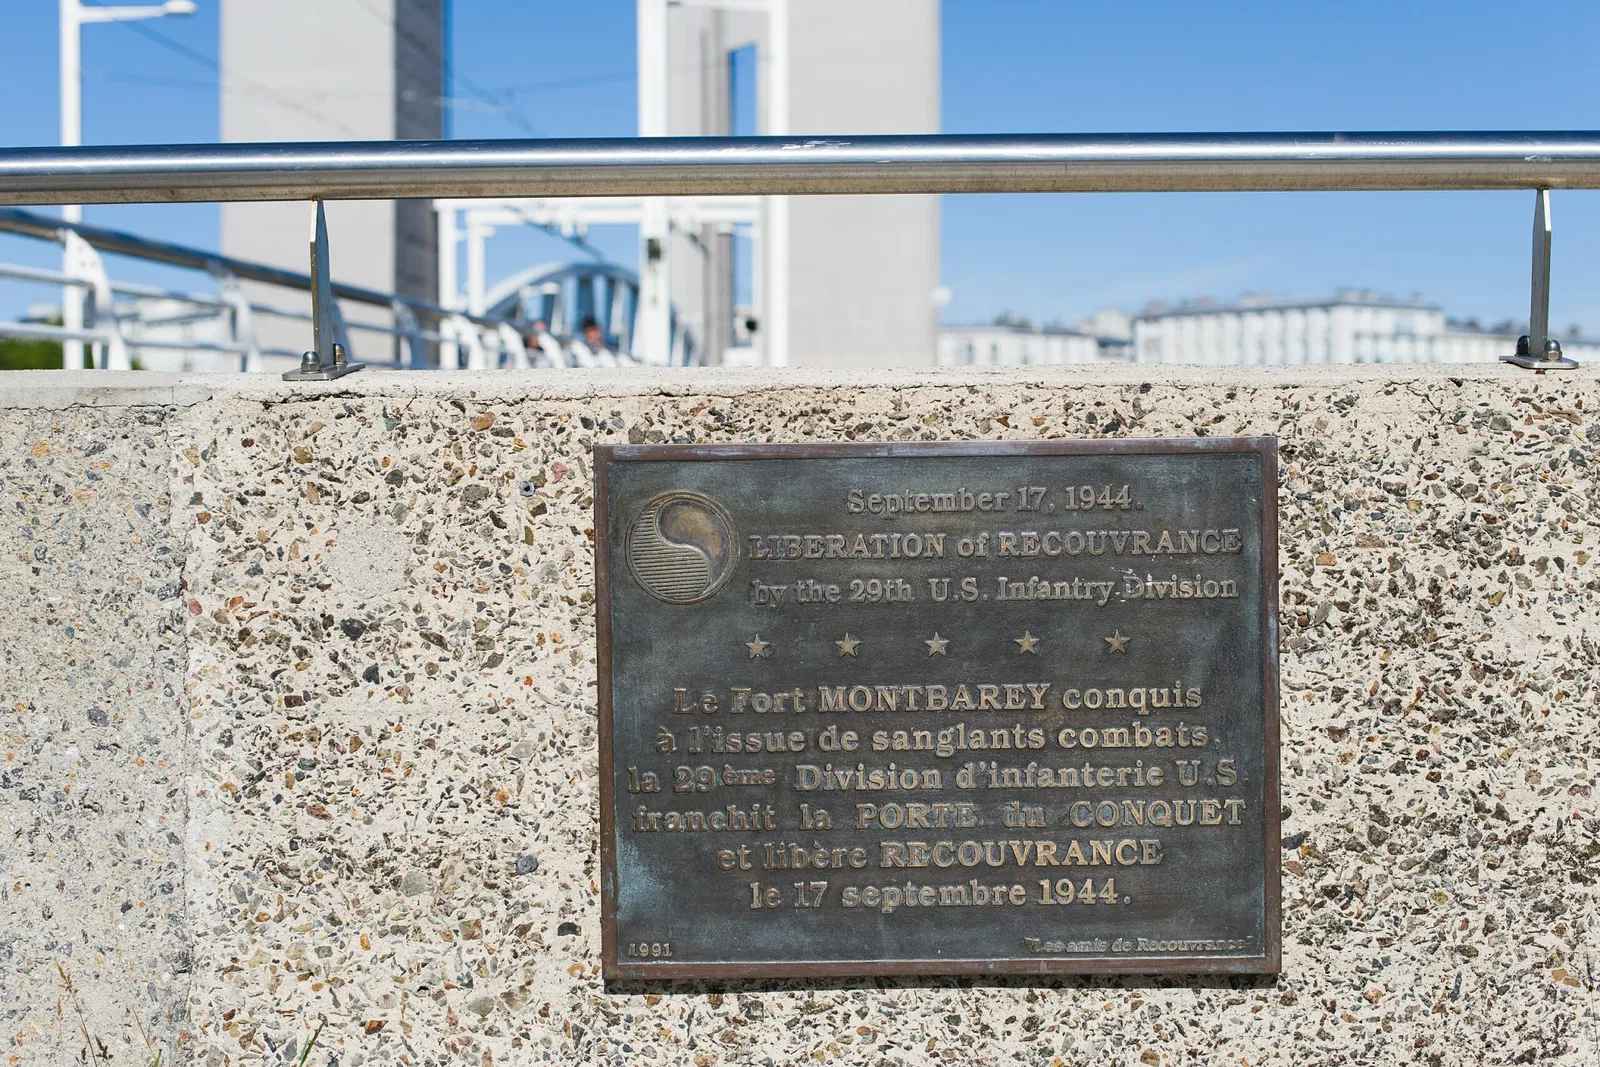 September 17, 1944.
LIBERATION of RECOUVRANCE
by the 29th U.S. Infantry Division
Le Fort MONTBAREY conquis
à l'issue de sanglants combats,
la 29ème Division d'infanterie U.S.
franchit la PORTE du CONQUET
et libère RECOUVRANCE
le 17 septembre 1944.
1991
"Les amis de Recouvrance"